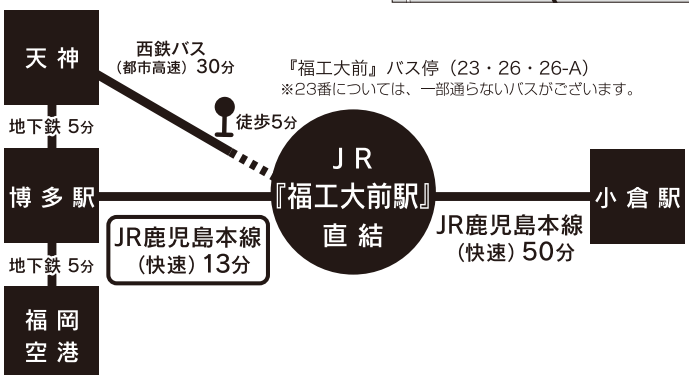 天神
西鉄バス
（都市高速）30分
『福工大前』バス停（23・26・26-A）
※23番については、一部通らないバスがございます。
徒歩5分
地下鉄 5分
博多駅
JR鹿児島本線
（快速）13分
JR
『福工大前駅』
直結
JR鹿児島本線
（快速）50分
小倉駅
地下鉄 5分
福岡
空港